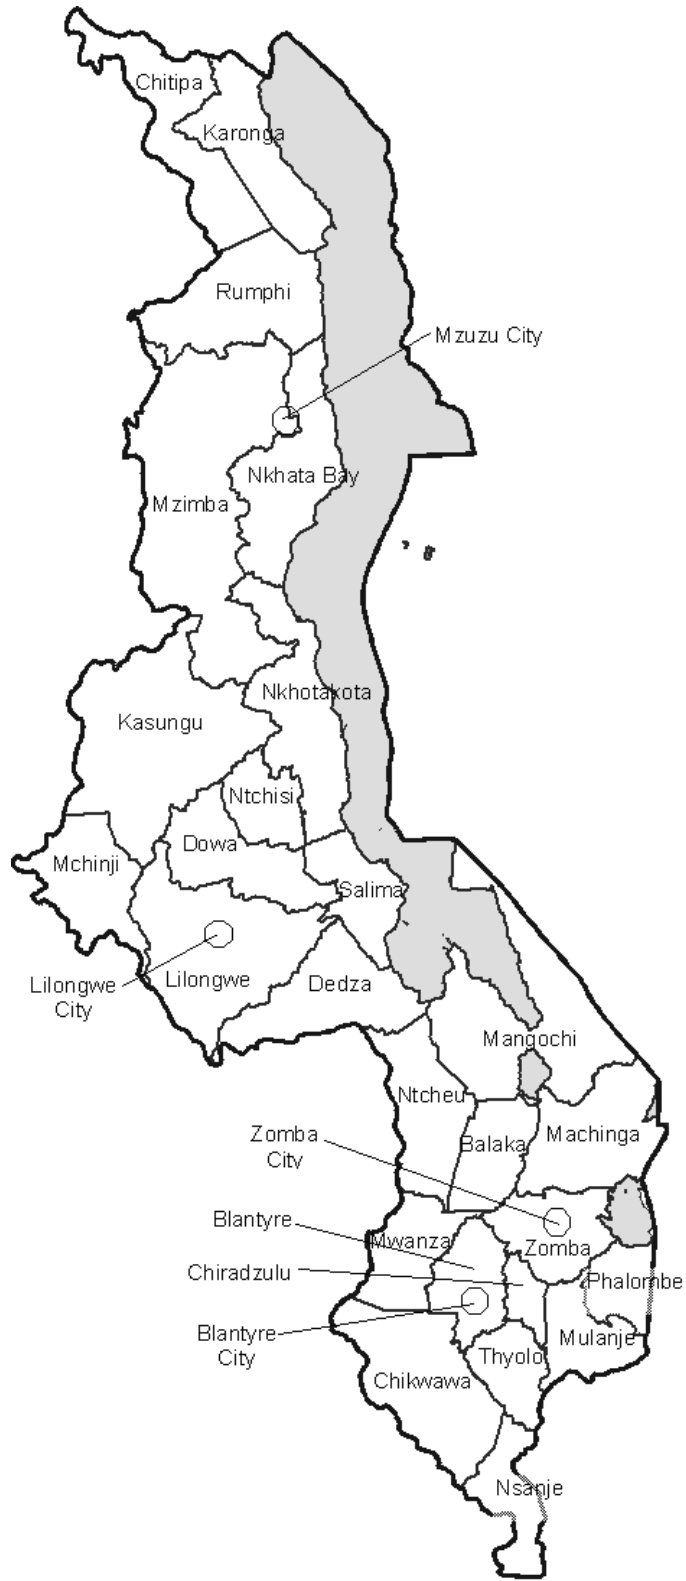 Chitipa
Karonga
Rumphi
Mzuzu City
Nkhata Bay
Mzimba
Nkhotakota
Kasungu
Ntchisi
Dowa
Mchinji
Salima
Lilongwe
Dedza
Lilongwe
City
Mangochi
Ntcheu
Zomba
City
Balaka
Machinga
Blantyre
Mwanza
Zomba
Chiradzulu
Phalombe
Blantyre
City
Mulanje
Thyolo
Chikwawa
Nsanje